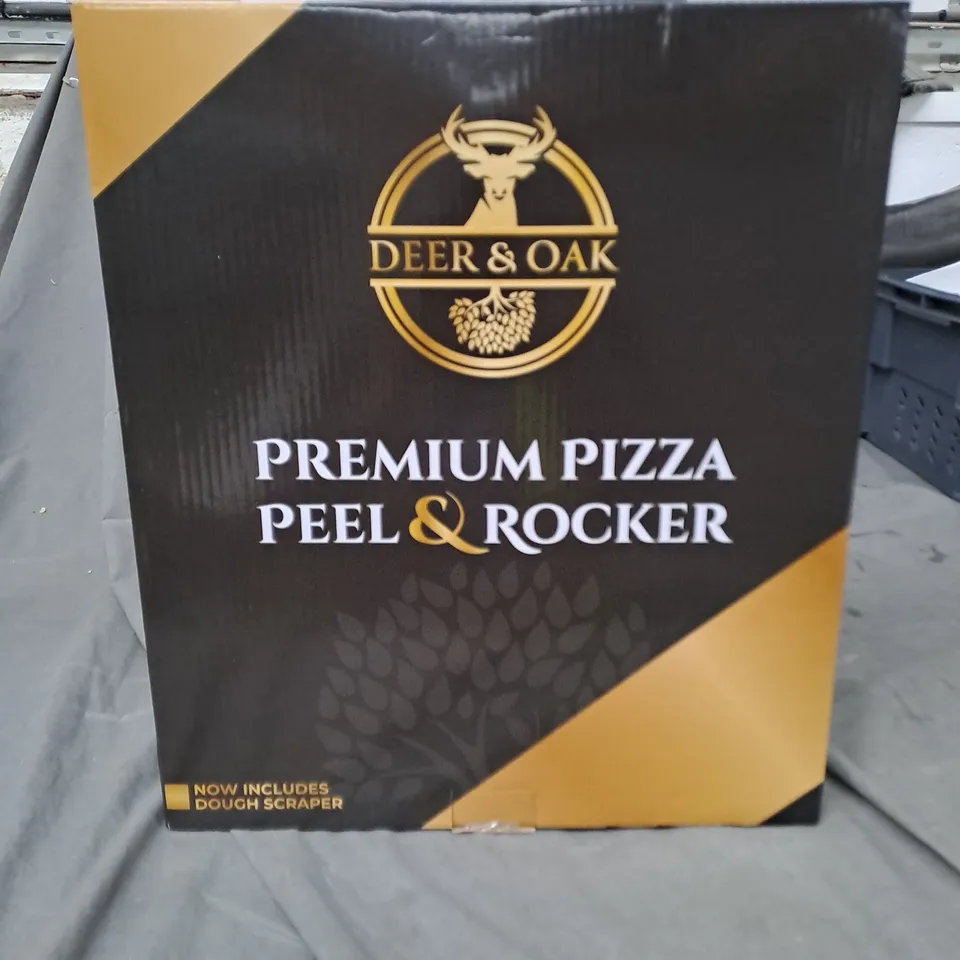 DEER & OAK
PREMIUM PIZZA
PEEL & ROCKER
NOW INCLUDES
DOUGH SCRAPER